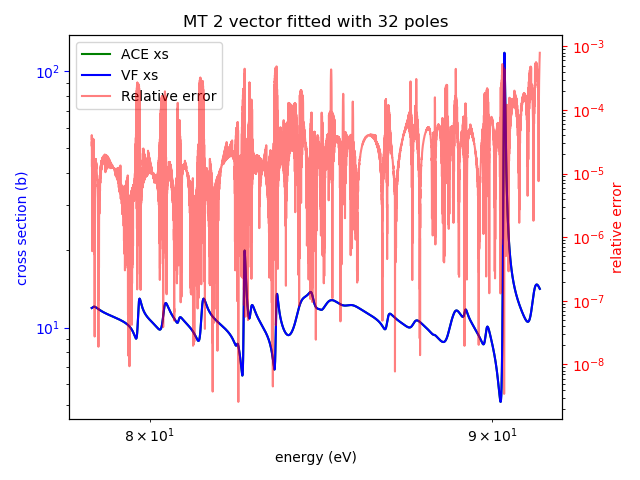 MT 2 vector fitted with 32 poles
ACE xs
VF xs
Relative error
10²
10¹
cross section (b)
10⁻³
10⁻⁴
10⁻⁵
10⁻⁶
10⁻⁷
10⁻⁸
relative error
8 × 10¹
9 × 10¹
energy (eV)